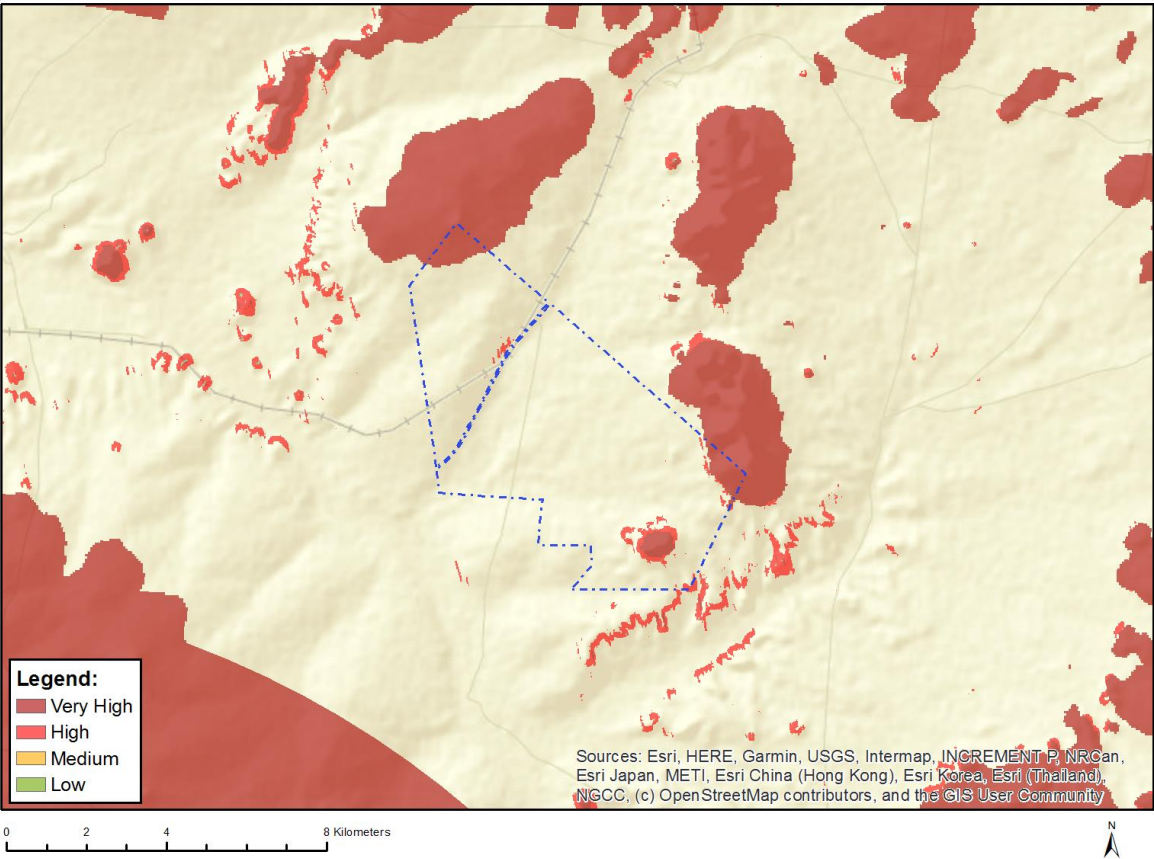 Legend:
Very High
High
Medium
Low
Sources: Esri, HERE, Garmin, USGS, Intermap, INCREMENT P, NRCan,
Esri Japan, METI, Esri China (Hong Kong), Esri Korea, Esri (Thailand),
NGCC, (c) OpenStreetMap contributors, and the GIS User Community
0 2 4 8 Kilometers
N